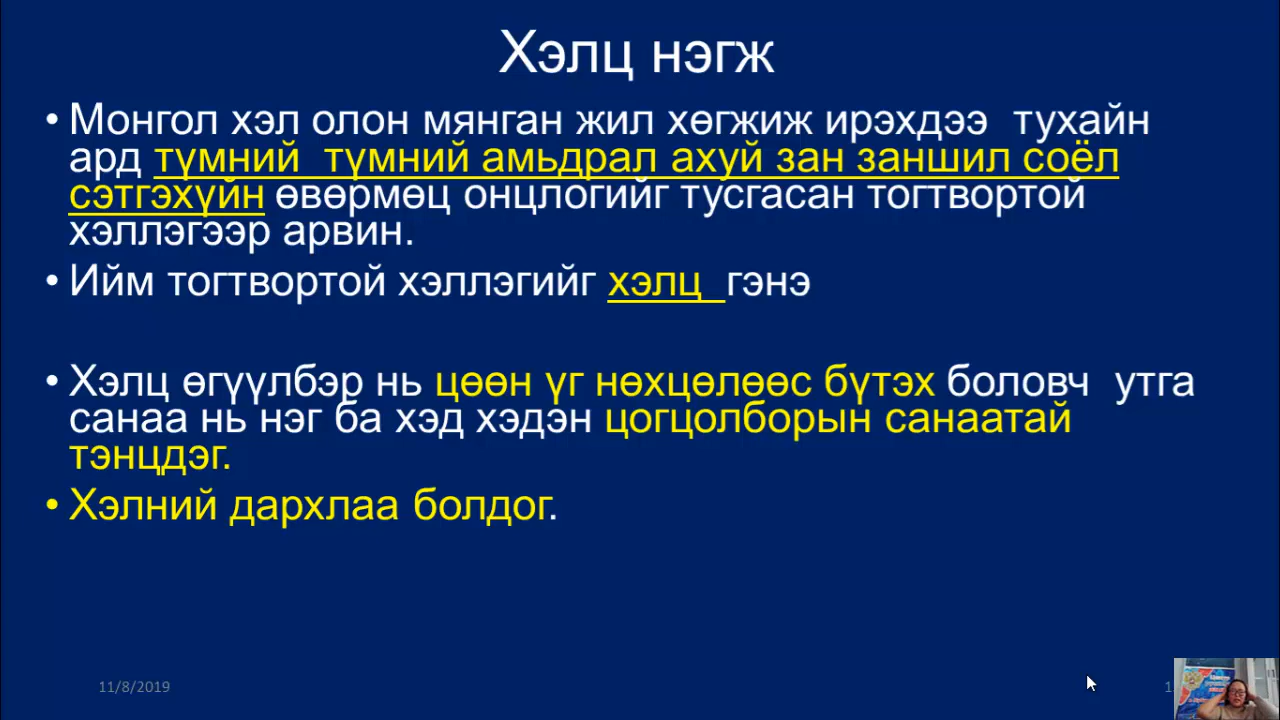 Хэлц нэгж
• Монгол хэл олон мянган жил хөгжиж ирэхдээ  тухайн
ард түмний  түмний амьдрал ахуй зан заншил соёл
сэтгэхүйн өвөрмөц онцлогийг тусгасан тогтвортой
хэллэгээр арвин.
• Ийм тогтвортой хэллэгийг хэлц  гэнэ
• Хэлц өгүүлбэр нь цөөн үг нөхцөлөөс бүтэх боловч  утга
санаа нь нэг ба хэд хэдэн цогцолборын санаатай
тэнцдэг.
• Хэлний дархлаа болдог.
11/8/2019